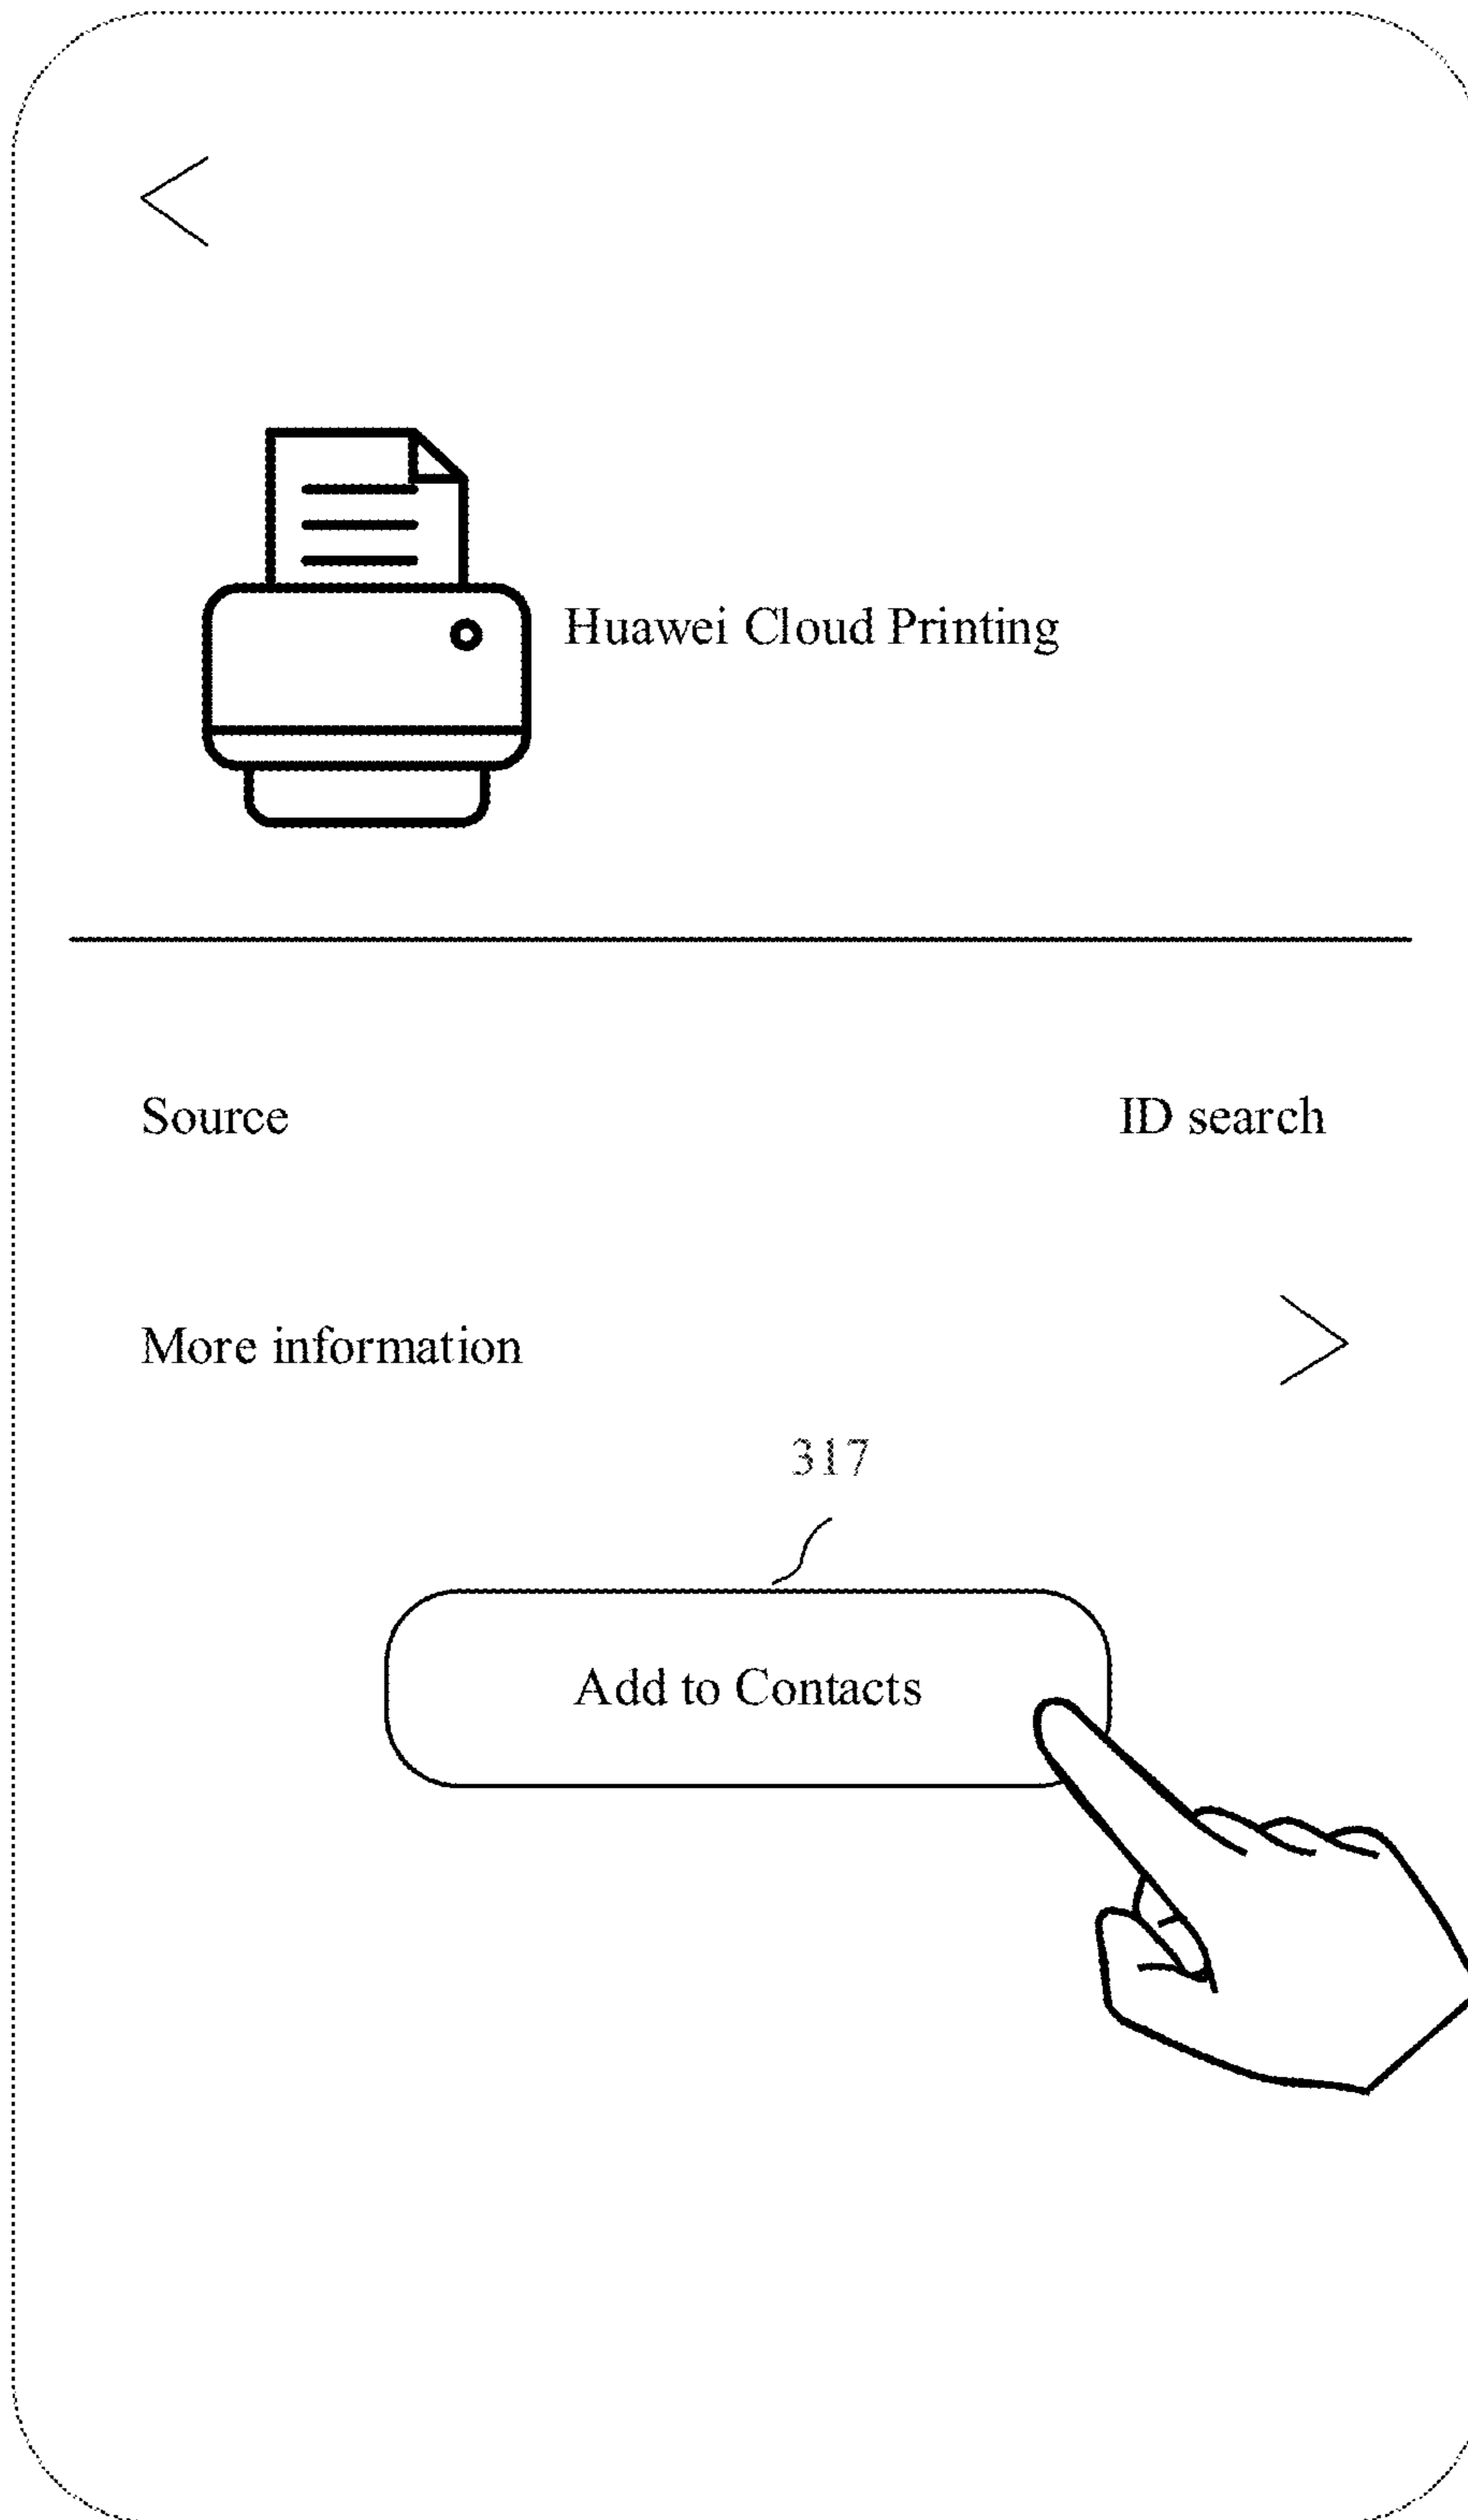 Huawei Cloud Printing
Source
ID search
More information
317
Add to Contacts